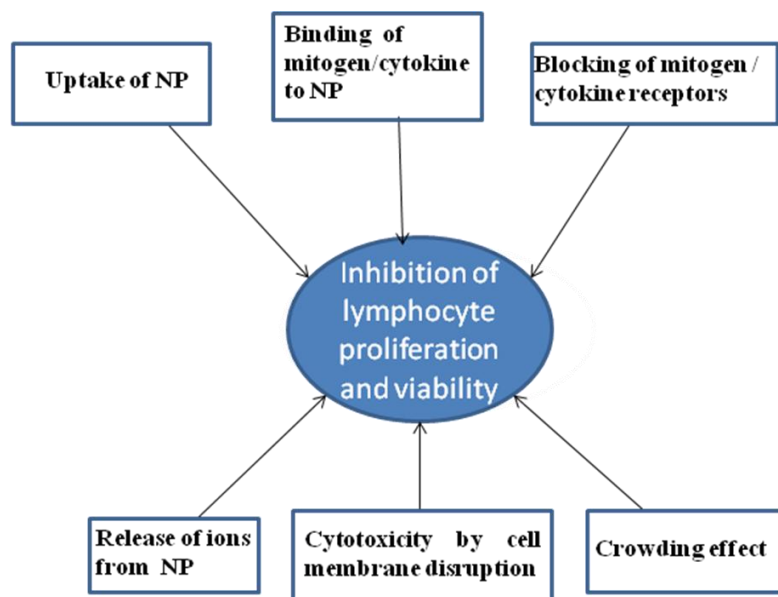 Uptake of NP
Binding of
mitogen/cytokine
to NP
Blocking of mitogen /
cytokine receptors
Inhibition of
lymphocyte
proliferation
and viability
Release of ions
from NP
Cytotoxicity by cell
membrane disruption
Crowding effect